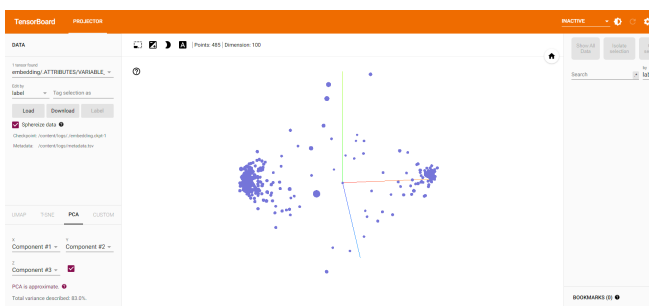 TensorBoard PROJECTOR INACTIVE
DATA
Points: 485 | Dimension: 100
1 tensor found
embedding/.ATTRIBUTES/VARIABLE_
Edit by
label Tag selection as
Load Download Label
Sphereize data
Checkpoint: /content/logs/./embedding.ckpt-1
Metadata: /content/logs/metadata.tsv
UMAP T-SNE PCA CUSTOM
X Y
Component #1 Component #2
Z
Component #3
PCA is approximate.
Total variance described: 83.0%.
Show All
Data
Isolate
selection
Search
by
BOOKMARKS (0)